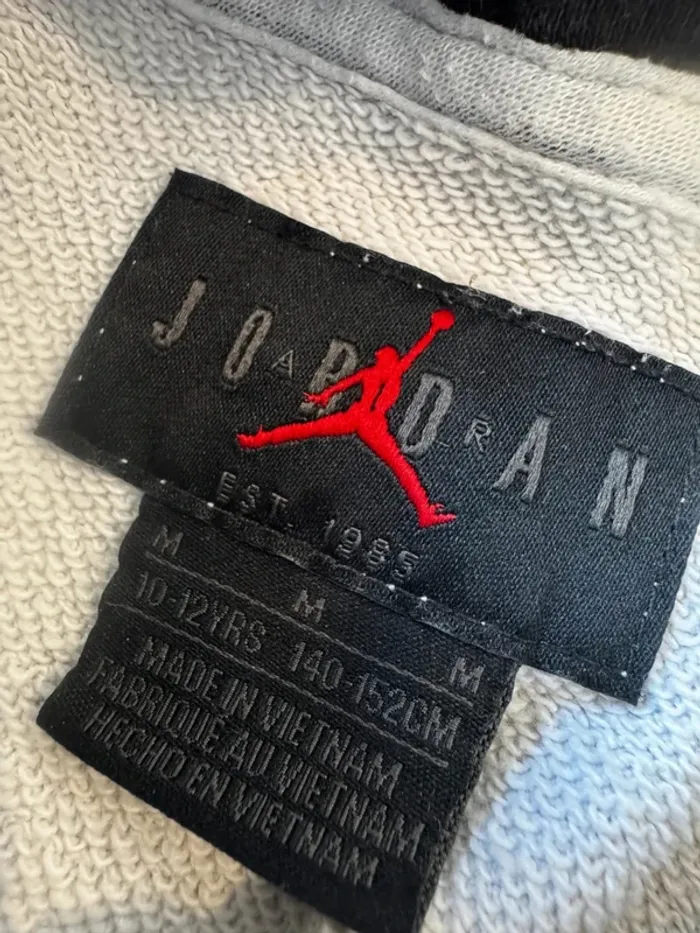 JORDAN
AIR
EST. 1985
M M M
10-12YRS 140-152CM
MADE IN VIETNAM
FABRIQUÉ AU VIETNAM
HECHO EN VIETNAM